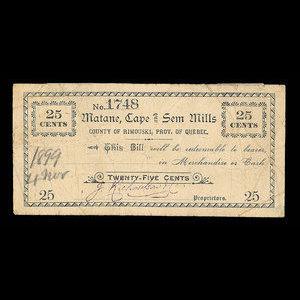 No. 1748
25 CENTS
25 CENTS
Matane, Cape and Sem Mills
COUNTY OF RIMOUSKI, PROV. OF QUEBEC.
This Bill will be redeemable to bearer
in Merchandise or Cash
TWENTY-FIVE CENTS
1899
25
25
Proprietors.